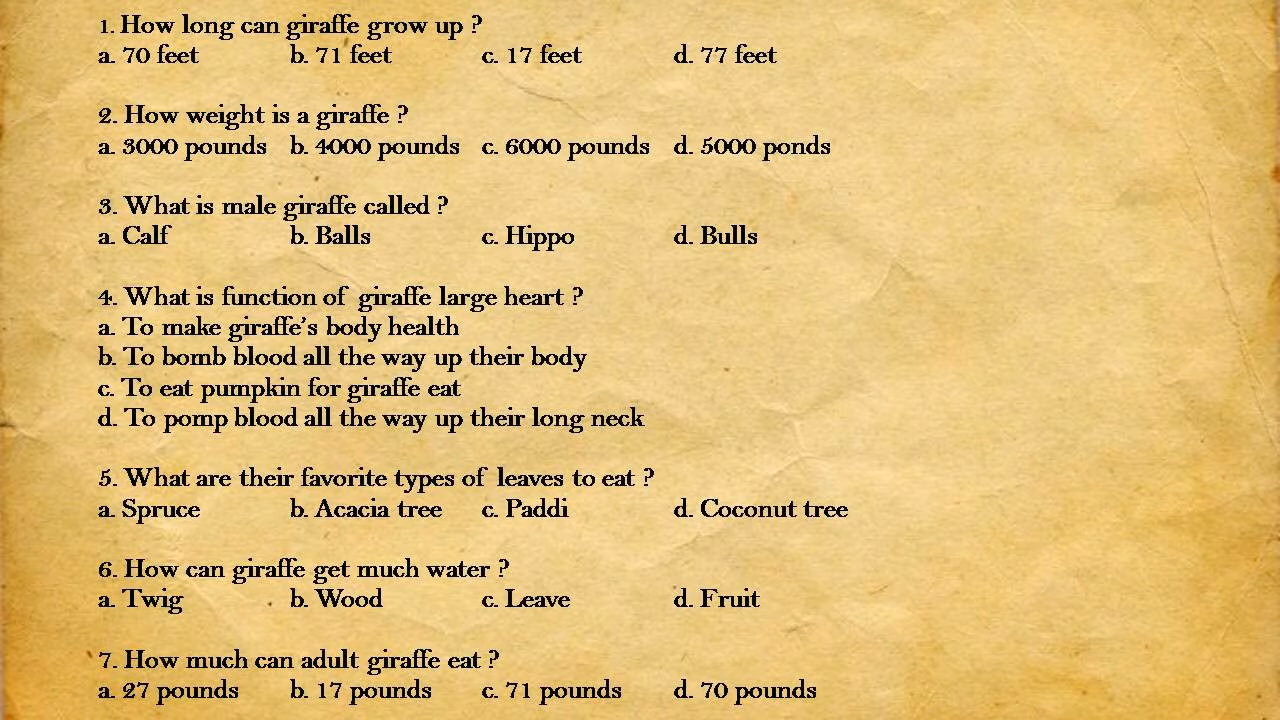 1. How long can giraffe grow up ?
a. 70 feet b. 71 feet c. 17 feet d. 77 feet
2. How weight is a giraffe ?
a. 3000 pounds b. 4000 pounds c. 6000 pounds d. 5000 ponds
3. What is male giraffe called ?
a. Calf b. Balls c. Hippo d. Bulls
4. What is function of giraffe large heart ?
a. To make giraffe's body health
b. To bomb blood all the way up their body
c. To eat pumpkin for giraffe eat
d. To pomp blood all the way up their long neck
5. What are their favorite types of leaves to eat ?
a. Spruce b. Acacia tree c. Paddi d. Coconut tree
6. How can giraffe get much water ?
a. Twig b. Wood c. Leave d. Fruit
7. How much can adult giraffe eat ?
a. 27 pounds b. 17 pounds c. 71 pounds d. 70 pounds